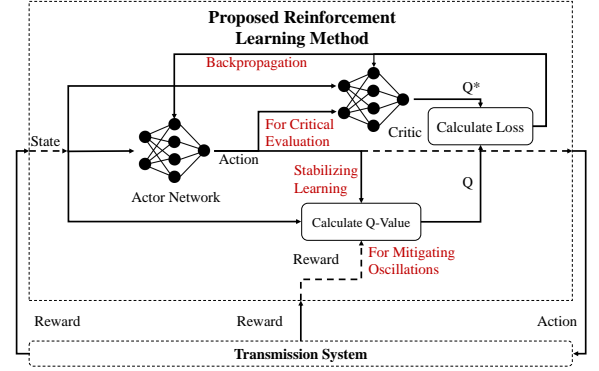 Proposed Reinforcement
Learning Method
Backpropagation
Q*
For Critical
Evaluation
Critic
Calculate Loss
State
Action
Stabilizing
Learning
Actor Network
Q
Calculate Q-Value
Reward
For Mitigating
Oscillations
Reward
Reward
Action
Transmission System